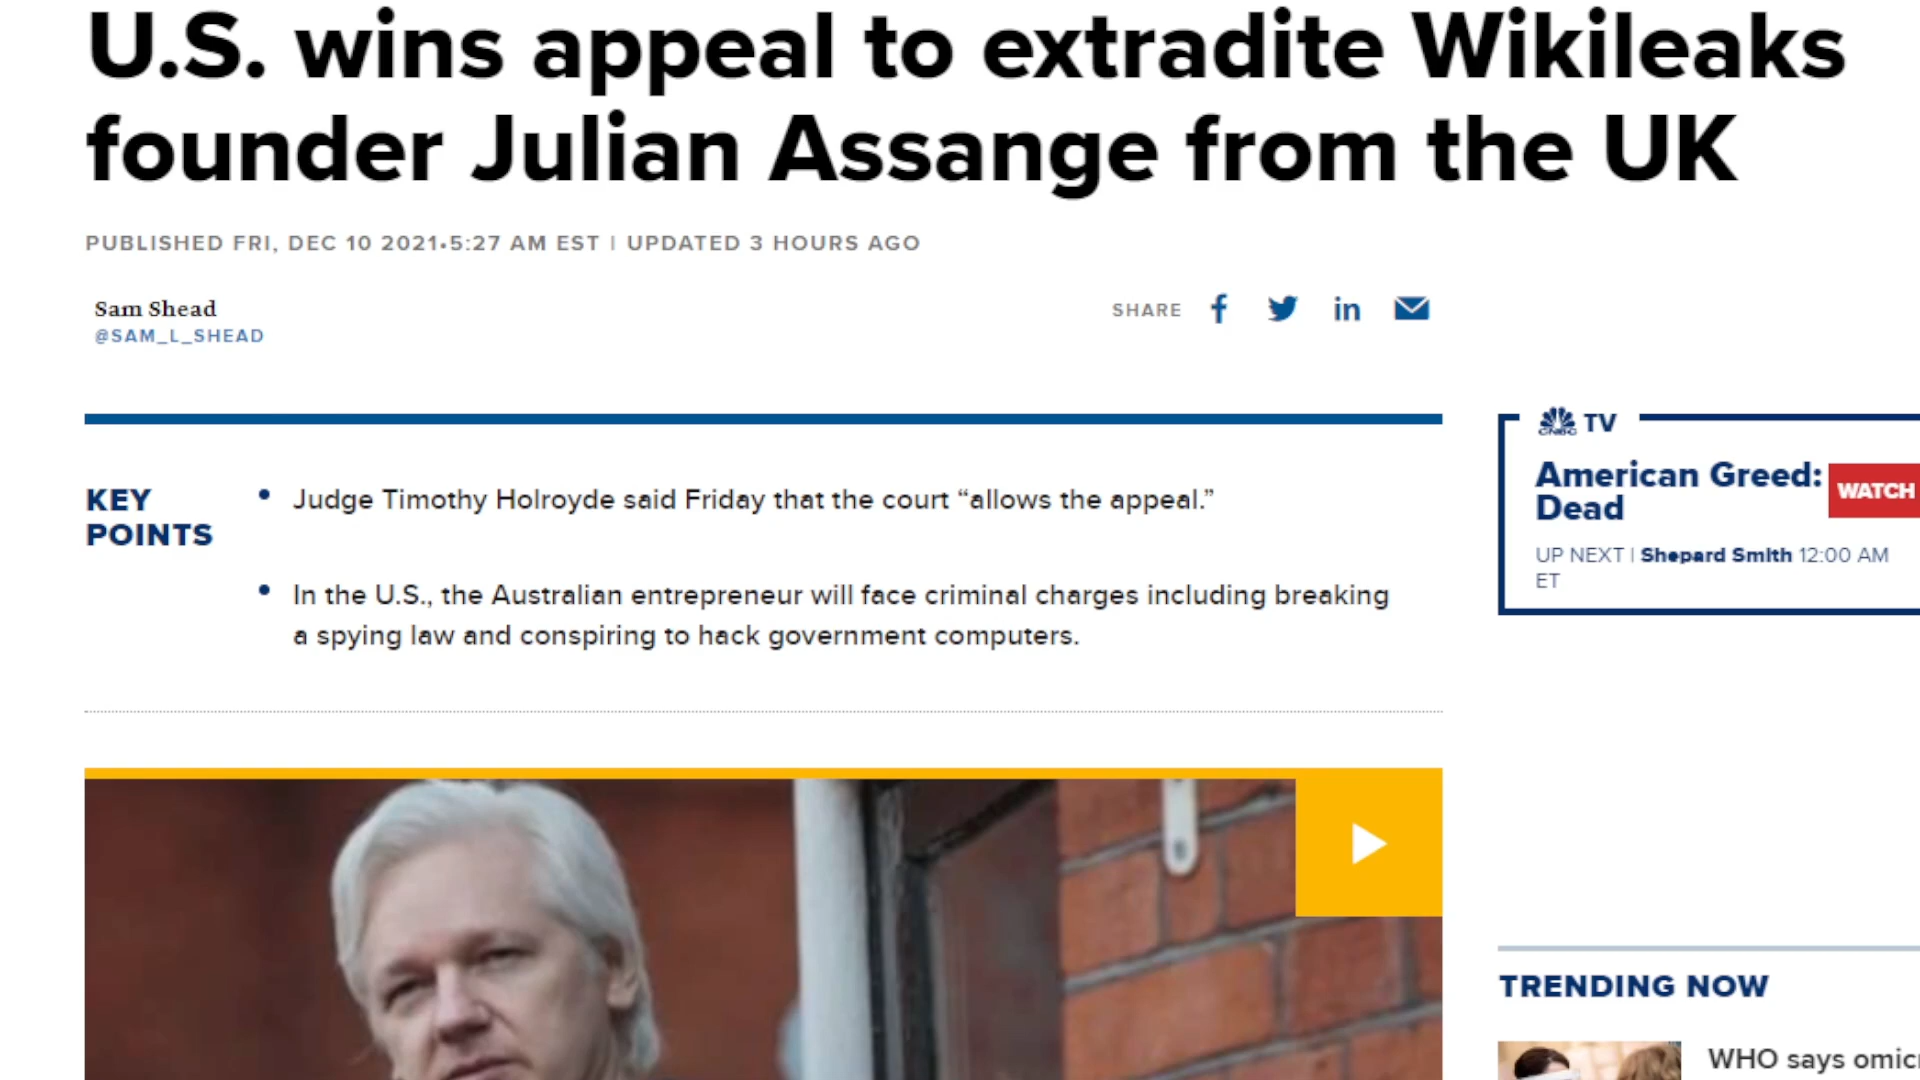 U.S. wins appeal to extradite Wikileaks
founder Julian Assange from the UK
PUBLISHED FRI, DEC 10 2021•5:27 AM EST | UPDATED 3 HOURS AGO
Sam Shead
@SAM_L_SHEAD
SHARE
KEY
POINTS
• Judge Timothy Holroyde said Friday that the court “allows the appeal.”
• In the U.S., the Australian entrepreneur will face criminal charges including breaking
a spying law and conspiring to hack government computers.
CNBC TV
American Greed:
Dead
WATCH
UP NEXT | Shepard Smith 12:00 AM
ET
TRENDING NOW
WHO says